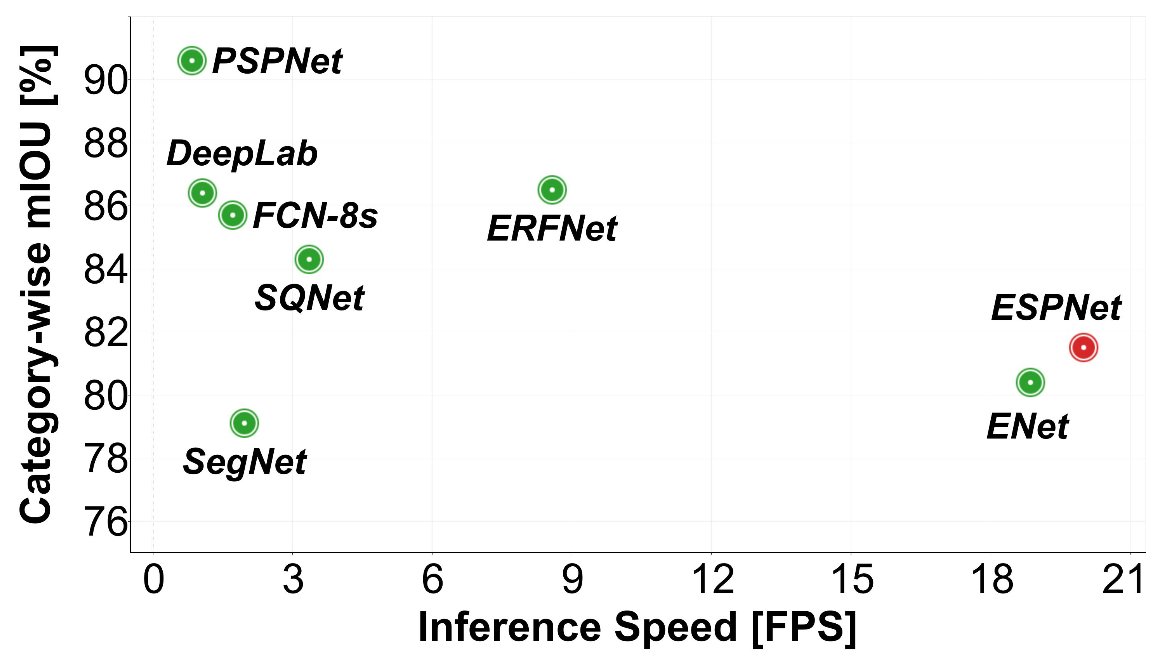 Category-wise mIOU [%]
90
88
86
84
82
80
78
76
PSPNet
DeepLab
FCN-8s
SQNet
ERFNet
SegNet
ESPNet
ENet
0 3 6 9 12 15 18 21
Inference Speed [FPS]